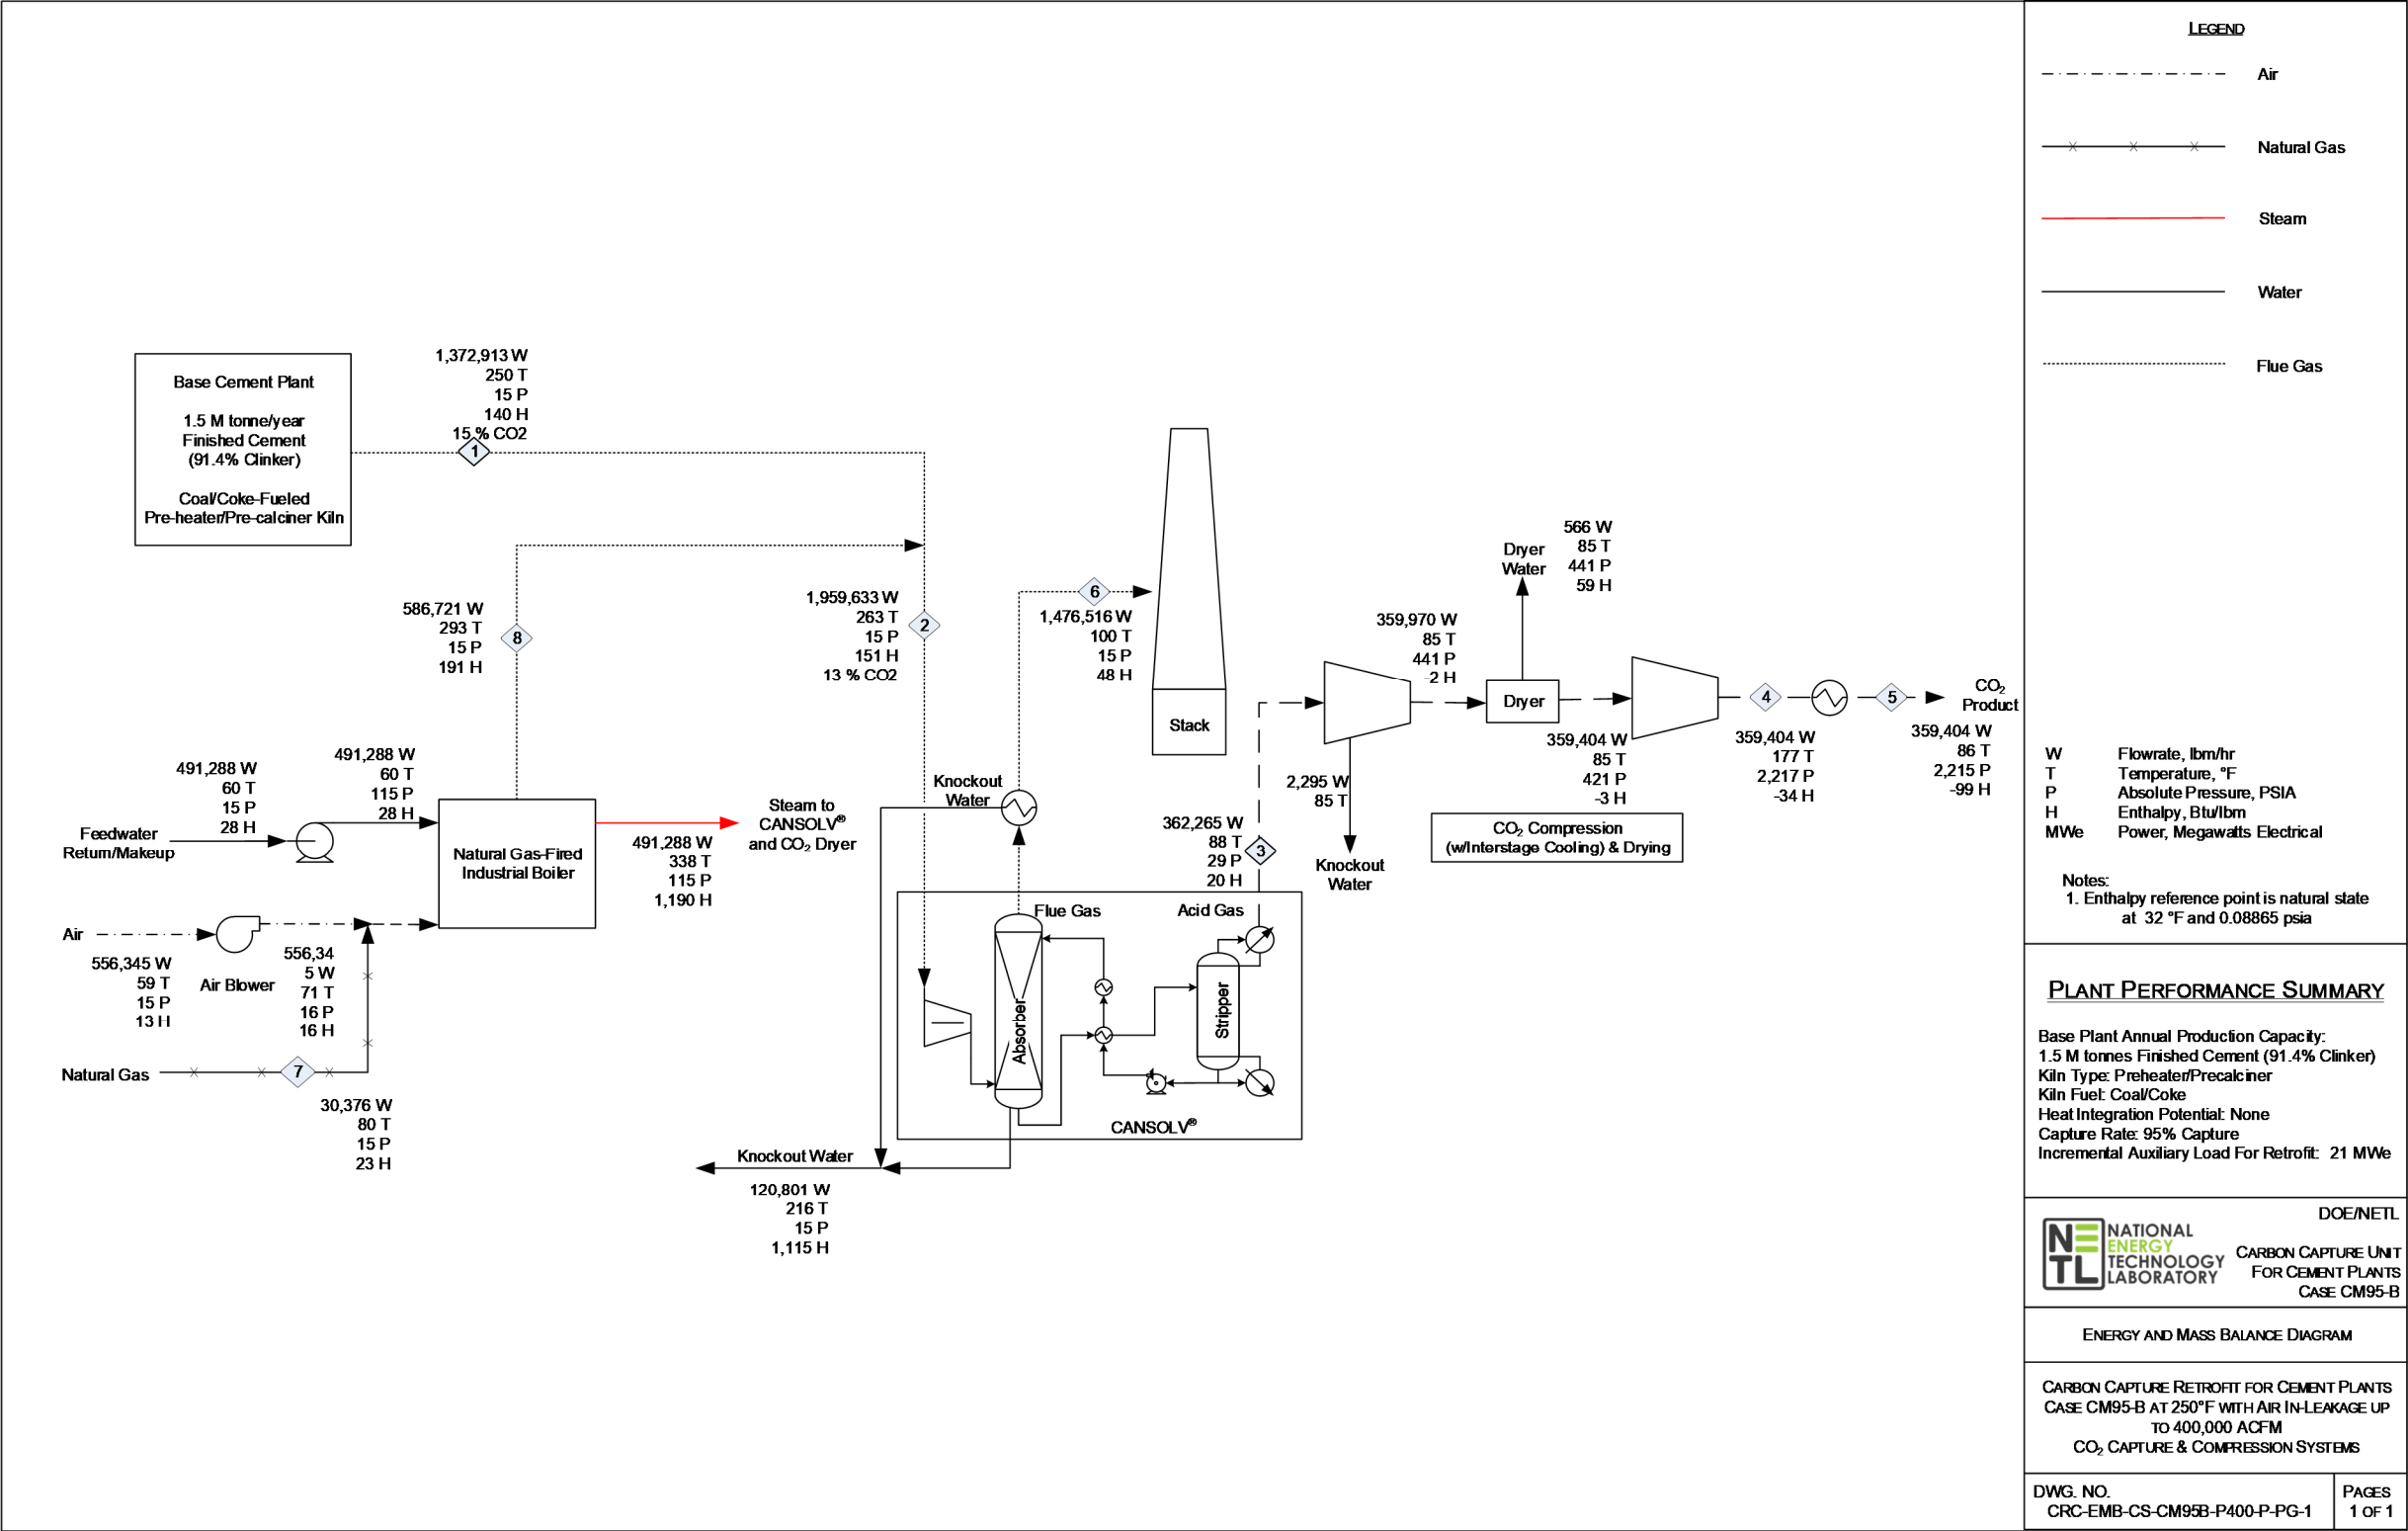 Base Cement Plant
1.5 M tonne/year
Finished Cement
(91.4% Clinker)
Coal/Coke-Fueled
Pre-heater/Pre-calciner Kiln
1,372,913 W
250 T
15 P
140 H
15 % CO2
1
586,721 W
293 T
15 P
191 H
8
1,959,633 W
263 T
15 P
151 H
13 % CO2
2
6
1,476,516 W
100 T
15 P
48 H
Stack
491,288 W
60 T
15 P
28 H
Feedwater
Return/Makeup
491,288 W
60 T
115 P
28 H
Natural Gas-Fired
Industrial Boiler
491,288 W
338 T
115 P
1,190 H
Steam to
CANSOLV®
and CO₂ Dryer
Air
556,345 W
59 T
15 P
13 H
Air Blower
556,34
5 W
71 T
16 P
16 H
Natural Gas
7
30,376 W
80 T
15 P
23 H
Knockout
Water
Flue Gas
Acid Gas
Absorber
Stripper
CANSOLV®
Knockout Water
120,801 W
216 T
15 P
1,115 H
362,265 W
88 T
29 P
20 H
3
2,295 W
85 T
Knockout
Water
359,970 W
85 T
441 P
-2 H
Dryer
Water
566 W
85 T
441 P
59 H
Dryer
359,404 W
85 T
421 P
-3 H
CO₂ Compression
(w/Interstage Cooling) & Drying
4
359,404 W
177 T
2,217 P
-34 H
5
359,404 W
86 T
2,215 P
-99 H
CO₂
Product
LEGEND
Air
Natural Gas
Steam
Water
Flue Gas
W Flowrate, lbm/hr
T Temperature, °F
P Absolute Pressure, PSIA
H Enthalpy, Btu/lbm
MWe Power, Megawatts Electrical
Notes:
1. Enthalpy reference point is natural state
at 32 °F and 0.08865 psia
PLANT PERFORMANCE SUMMARY
Base Plant Annual Production Capacity:
1.5 M tonnes Finished Cement (91.4% Clinker)
Kiln Type: Preheater/Precalciner
Kiln Fuel: Coal/Coke
Heat Integration Potential: None
Capture Rate: 95% Capture
Incremental Auxiliary Load For Retrofit: 21 MWe
NETL
NATIONAL
ENERGY
TECHNOLOGY
LABORATORY
DOE/NETL
CARBON CAPTURE UNIT
FOR CEMENT PLANTS
CASE CM95-B
ENERGY AND MASS BALANCE DIAGRAM
CARBON CAPTURE RETROFIT FOR CEMENT PLANTS
CASE CM95-B AT 250°F WITH AIR IN-LEAKAGE UP
TO 400,000 ACFM
CO₂ CAPTURE & COMPRESSION SYSTEMS
DWG. NO.
CRC-EMB-CS-CM95B-P400-P-PG-1
PAGES
1 OF 1